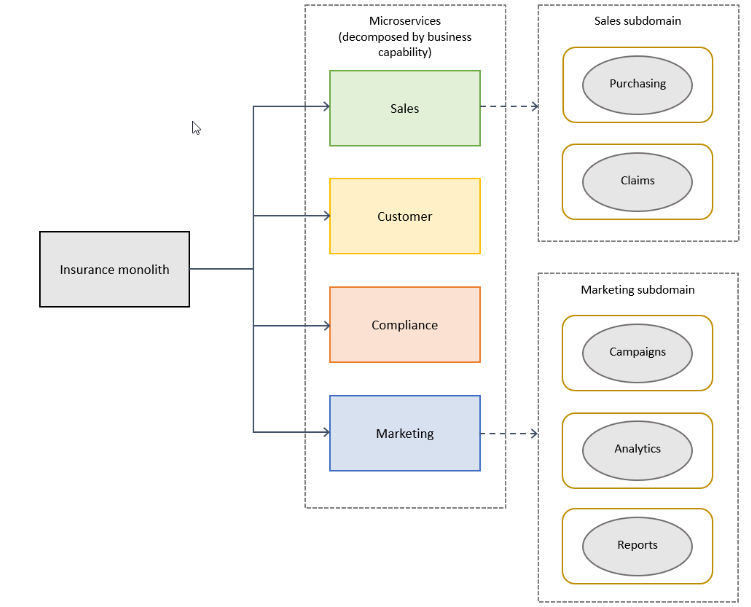 Insurance monolith
Microservices
(decomposed by business
capability)
Sales
Customer
Compliance
Marketing
Sales subdomain
Purchasing
Claims
Marketing subdomain
Campaigns
Analytics
Reports